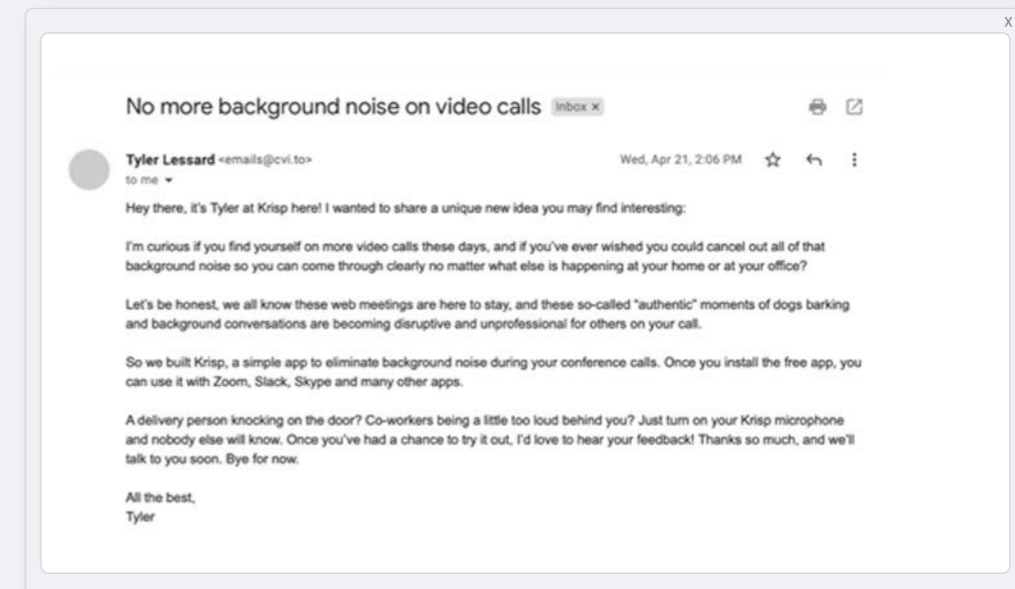 X
No more background noise on video calls Inbox ×
Tyler Lessard <emails@cvi.to> Wed, Apr 21, 2:06 PM
to me
Hey there, it's Tyler at Krisp here! I wanted to share a unique new idea you may find interesting:
I'm curious if you find yourself on more video calls these days, and if you've ever wished you could cancel out all of that
background noise so you can come through clearly no matter what else is happening at your home or at your office?
Let's be honest, we all know these web meetings are here to stay, and these so-called "authentic" moments of dogs barking
and background conversations are becoming disruptive and unprofessional for others on your call.
So we built Krisp, a simple app to eliminate background noise during your conference calls. Once you install the free app, you
can use it with Zoom, Slack, Skype and many other apps.
A delivery person knocking on the door? Co-workers being a little too loud behind you? Just turn on your Krisp microphone
and nobody else will know. Once you've had a chance to try it out, I'd love to hear your feedback! Thanks so much, and we'll
talk to you soon. Bye for now.
All the best,
Tyler